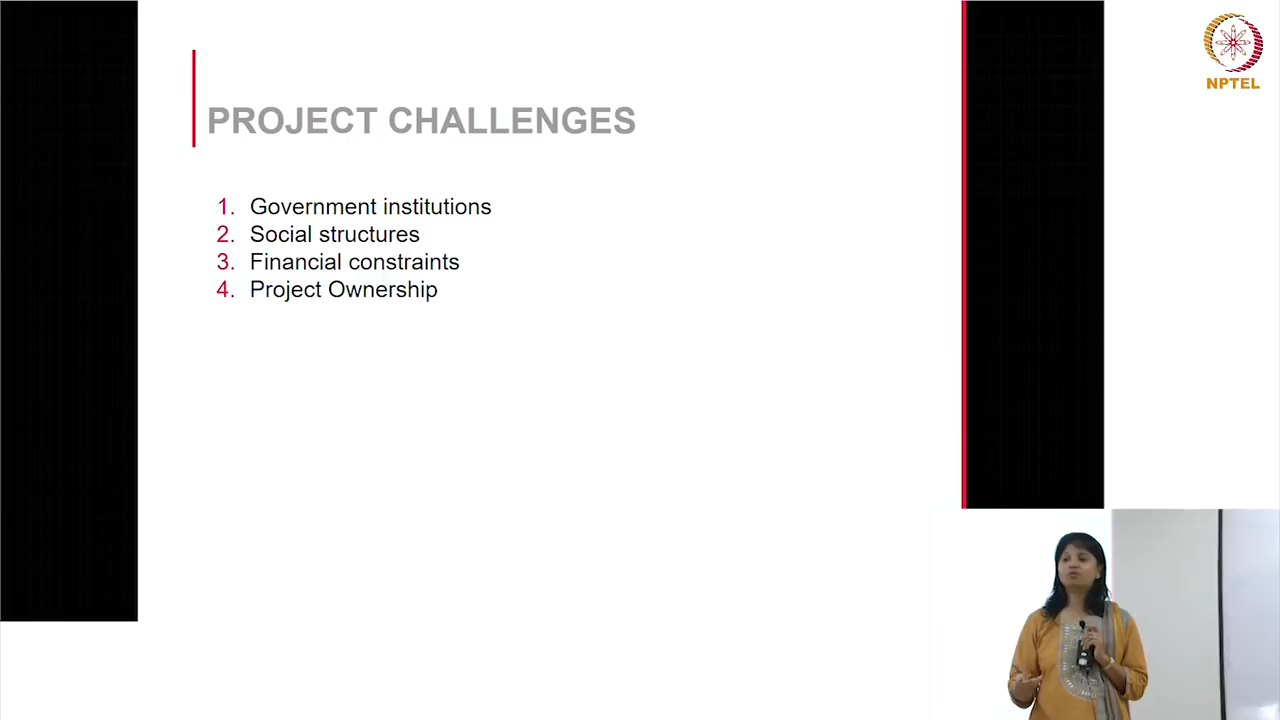 PROJECT CHALLENGES
1. Government institutions
2. Social structures
3. Financial constraints
4. Project Ownership
NPTEL